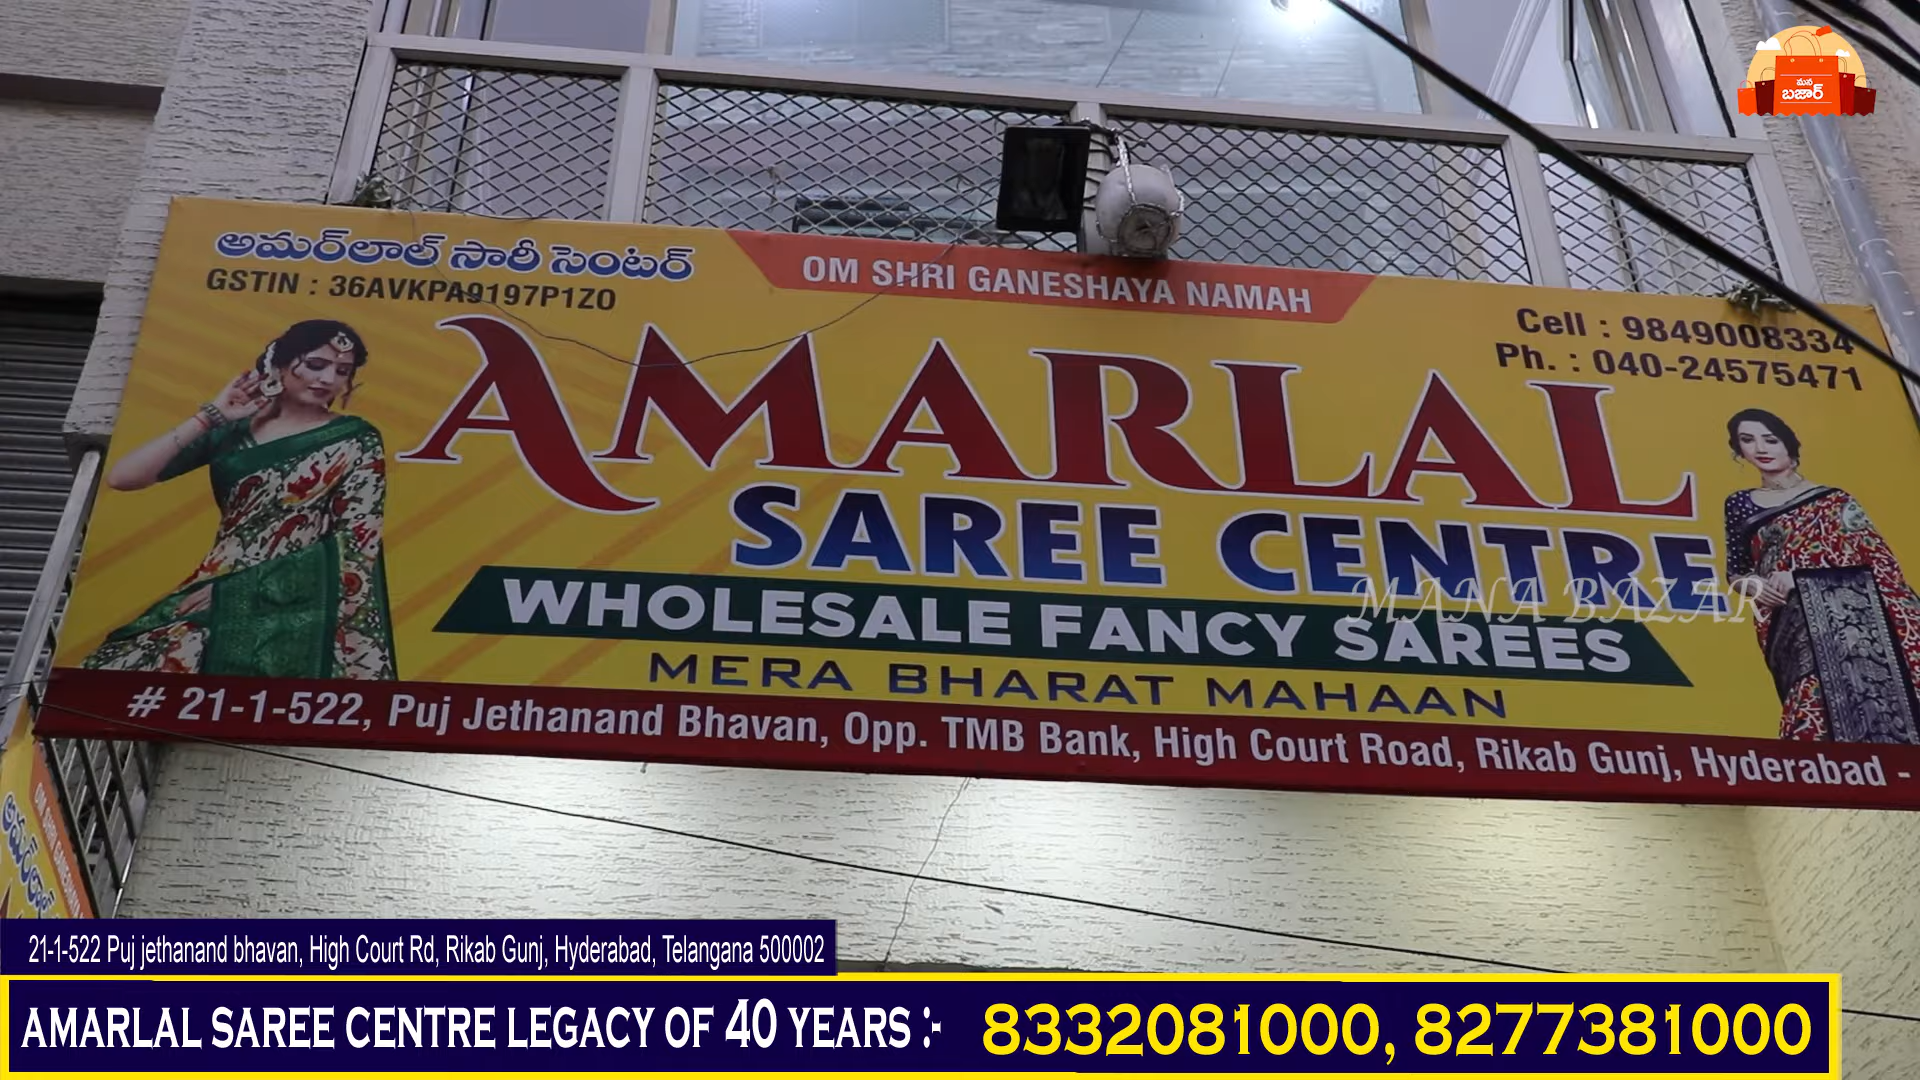 మన
బజార్
అమర్‌లాల్ సారీ సెంటర్
GSTIN : 36AVKPA9197P1ZO
OM SHRI GANESHAYA NAMAH
Cell : 9849008334
Ph. : 040-24575471
AMARLAL
SAREE CENTRE
MANA BAZAR
WHOLESALE FANCY SAREES
MERA BHARAT MAHAAN
# 21-1-522, Puj Jethanand Bhavan, Opp. TMB Bank, High Court Road, Rikab Gunj, Hyderabad -
21-1-522 Puj jethanand bhavan, High Court Rd, Rikab Gunj, Hyderabad, Telangana 500002
AMARLAL SAREE CENTRE LEGACY OF 40 YEARS :- 8332081000, 8277381000